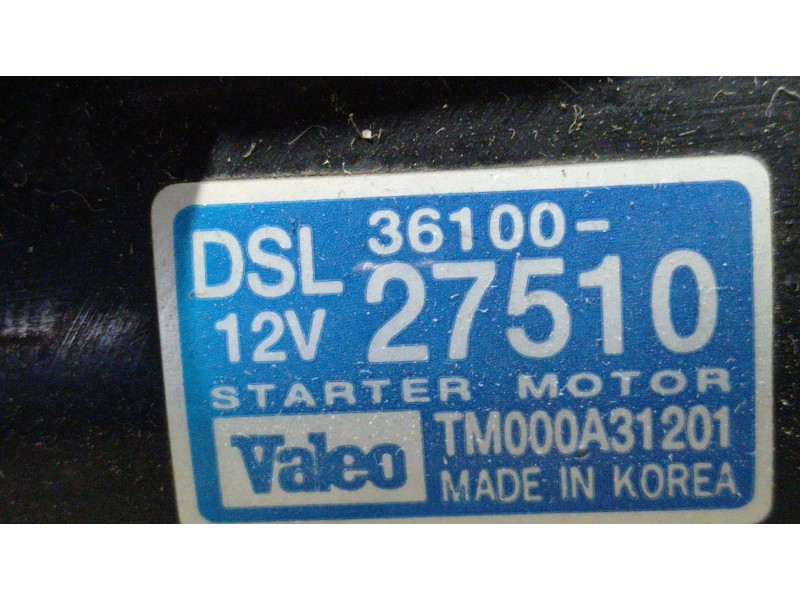 DSL 36100-
12V 27510
STARTER MOTOR
Valeo TM000A31201
MADE IN KOREA